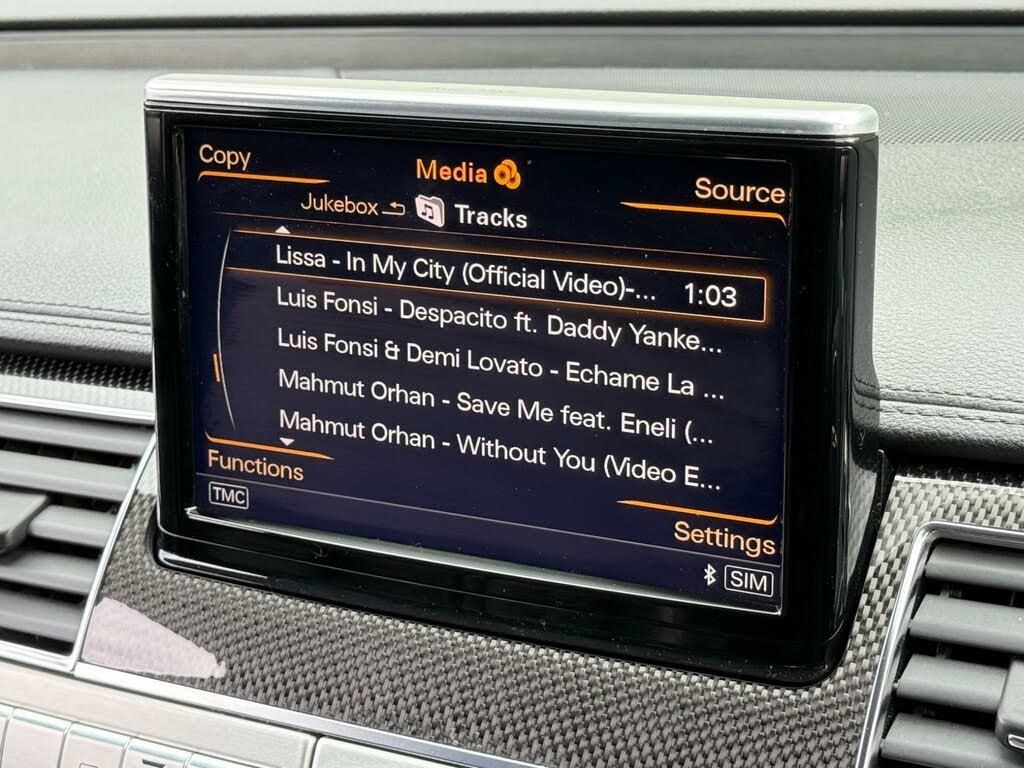 Copy
Media
Source
Jukebox Tracks
Lissa - In My City (Official Video)-... 1:03
Luis Fonsi - Despacito ft. Daddy Yanke...
Luis Fonsi & Demi Lovato - Echame La ...
Mahmut Orhan - Save Me feat. Eneli (...
Mahmut Orhan - Without You (Video E...
Functions
TMC
Settings
SIM